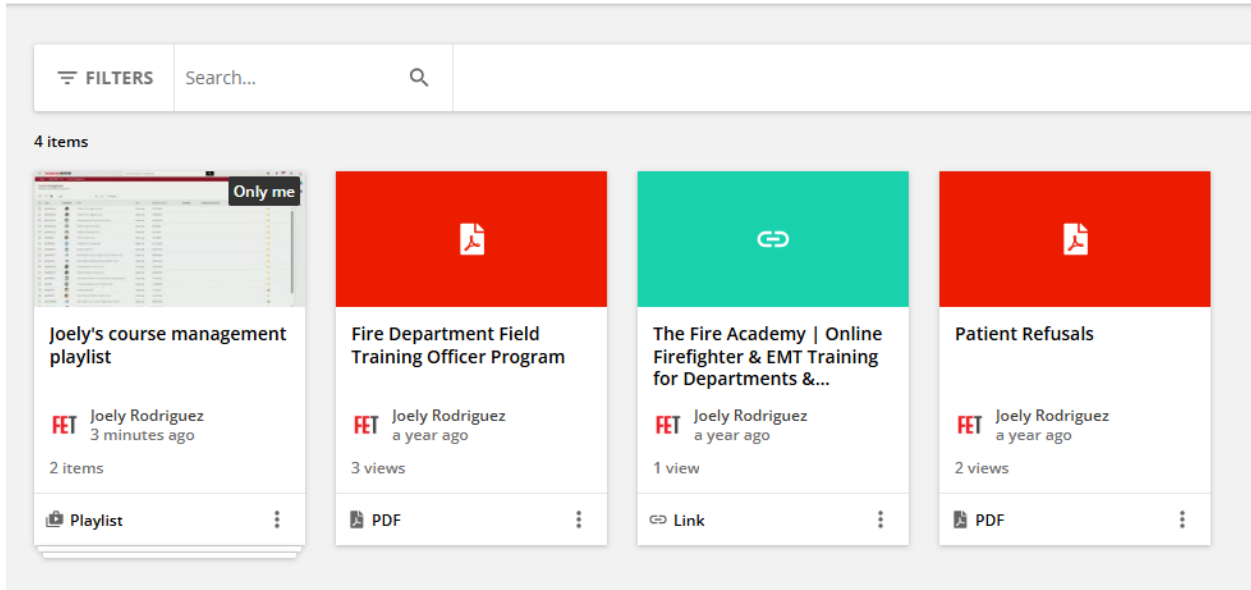 FILTERS
Search...
4 items
Only me
Joely's course management
playlist
FET
Joely Rodriguez
3 minutes ago
2 items
Playlist
Fire Department Field
Training Officer Program
FET
Joely Rodriguez
a year ago
3 views
PDF
The Fire Academy | Online
Firefighter & EMT Training
for Departments &...
FET
Joely Rodriguez
a year ago
1 view
Link
Patient Refusals
FET
Joely Rodriguez
a year ago
2 views
PDF